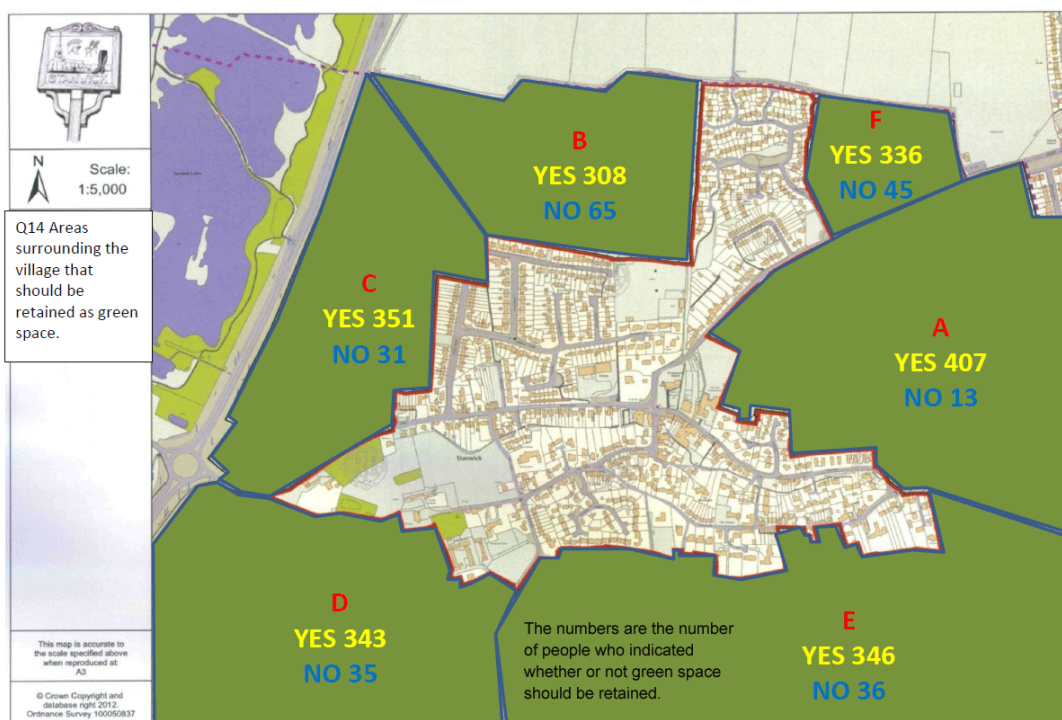 STANWICK
N
Scale:
1:5,000
Q14 Areas
surrounding the
village that
should be
retained as green
space.
B
YES 308
NO 65
F
YES 336
NO 45
C
YES 351
NO 31
A
YES 407
NO 13
Stanwick
D
YES 343
NO 35
The numbers are the number
of people who indicated
whether or not green space
should be retained.
E
YES 346
NO 36
This map is accurate to
the scale specified above
when reproduced at
A3
© Crown Copyright and
database right 2012.
Ordnance Survey 100050837